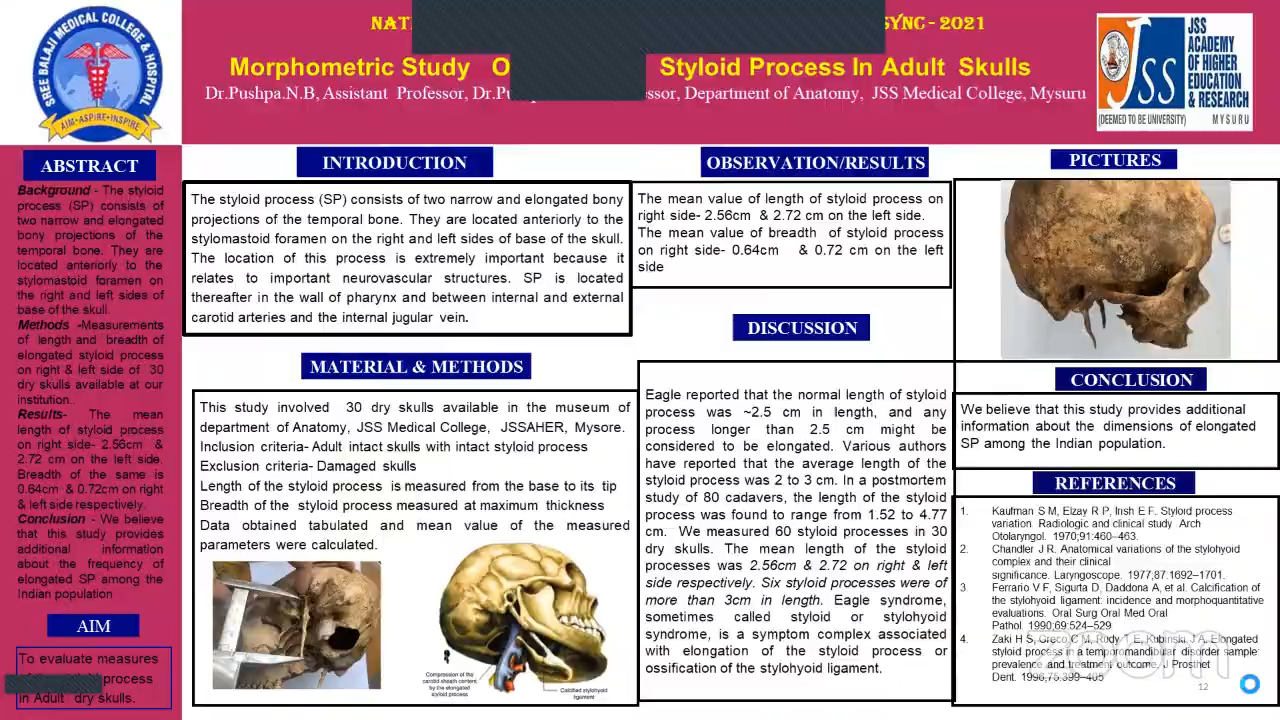 NAT
SYNC - 2021
Morphometric Study O Styloid Process In Adult Skulls
Dr.Pushpa.N.B, Assistant Professor, Department of Anatomy, JSS Medical College, Mysuru
SREE BALAJI MEDICAL COLLEGE & HOSPITAL
AIM-ASPIRE-INSPIRE
JSS
JSS
ACADEMY
OF HIGHER
EDUCATION
& RESEARCH
(DEEMED TO BE UNIVERSITY) MYSURU
ABSTRACT
Background - The styloid
process (SP) consists of
two narrow and elongated
bony projections of the
temporal bone. They are
located anteriorly to the
stylomastoid foramen on
the right and left sides of
base of the skull.
Methods -Measurements
of length and breadth of
elongated styloid process
on right & left side of 30
dry skulls available at our
institution..
Results- The mean
length of styloid process
on right side- 2.56cm &
2.72 cm on the left side.
Breadth of the same is
0.64cm & 0.72cm on right
& left side respectively.
Conclusion - We believe
that this study provides
additional information
about the frequency of
elongated SP among the
Indian population
AIM
To evaluate measures
process
in Adult dry skulls.
INTRODUCTION
The styloid process (SP) consists of two narrow and elongated bony
projections of the temporal bone. They are located anteriorly to the
stylomastoid foramen on the right and left sides of base of the skull.
The location of this process is extremely important because it
relates to important neurovascular structures. SP is located
thereafter in the wall of pharynx and between internal and external
carotid arteries and the internal jugular vein.
MATERIAL & METHODS
This study involved 30 dry skulls available in the museum of
department of Anatomy, JSS Medical College, JSSAHER, Mysore.
Inclusion criteria- Adult intact skulls with intact styloid process
Exclusion criteria- Damaged skulls
Length of the styloid process is measured from the base to its tip
Breadth of the styloid process measured at maximum thickness
Data obtained tabulated and mean value of the measured
parameters were calculated.
Compression of the
carotid sheath content
by the elongated
styloid process
Calcified stylohyoid
ligament
OBSERVATION/RESULTS
The mean value of length of styloid process on
right side- 2.56cm & 2.72 cm on the left side.
The mean value of breadth of styloid process
on right side- 0.64cm & 0.72 cm on the left
side
DISCUSSION
Eagle reported that the normal length of styloid
process was ~2.5 cm in length, and any
process longer than 2.5 cm might be
considered to be elongated. Various authors
have reported that the average length of the
styloid process was 2 to 3 cm. In a postmortem
study of 80 cadavers, the length of the styloid
process was found to range from 1.52 to 4.77
cm. We measured 60 styloid processes in 30
dry skulls. The mean length of the styloid
processes was 2.56cm & 2.72 on right & left
side respectively. Six styloid processes were of
more than 3cm in length. Eagle syndrome,
sometimes called styloid or stylohyoid
syndrome, is a symptom complex associated
with elongation of the styloid process or
ossification of the stylohyoid ligament.
PICTURES
CONCLUSION
We believe that this study provides additional
information about the dimensions of elongated
SP among the Indian population.
REFERENCES
1. Kaufman S M, Elzay R P, Irish E F. Styloid process
variation. Radiologic and clinical study. Arch
Otolaryngol. 1970;91:460–463.
2. Chandler J R. Anatomical variations of the stylohyoid
complex and their clinical
significance. Laryngoscope. 1977;87:1692–1701.
3. Ferrario V F, Sigurta D, Daddona A, et al. Calcification of
the stylohyoid ligament: incidence and morphoquantitative
evaluations. Oral Surg Oral Med Oral
Pathol. 1990;69:524–529
4. Zaki H S, Greco C M, Rudy T E, Kubinski J A. Elongated
styloid process in a temporomandibular disorder sample:
prevalence and treatment outcome. J Prosthet
Dent. 1996;75:399–405
zoom
12